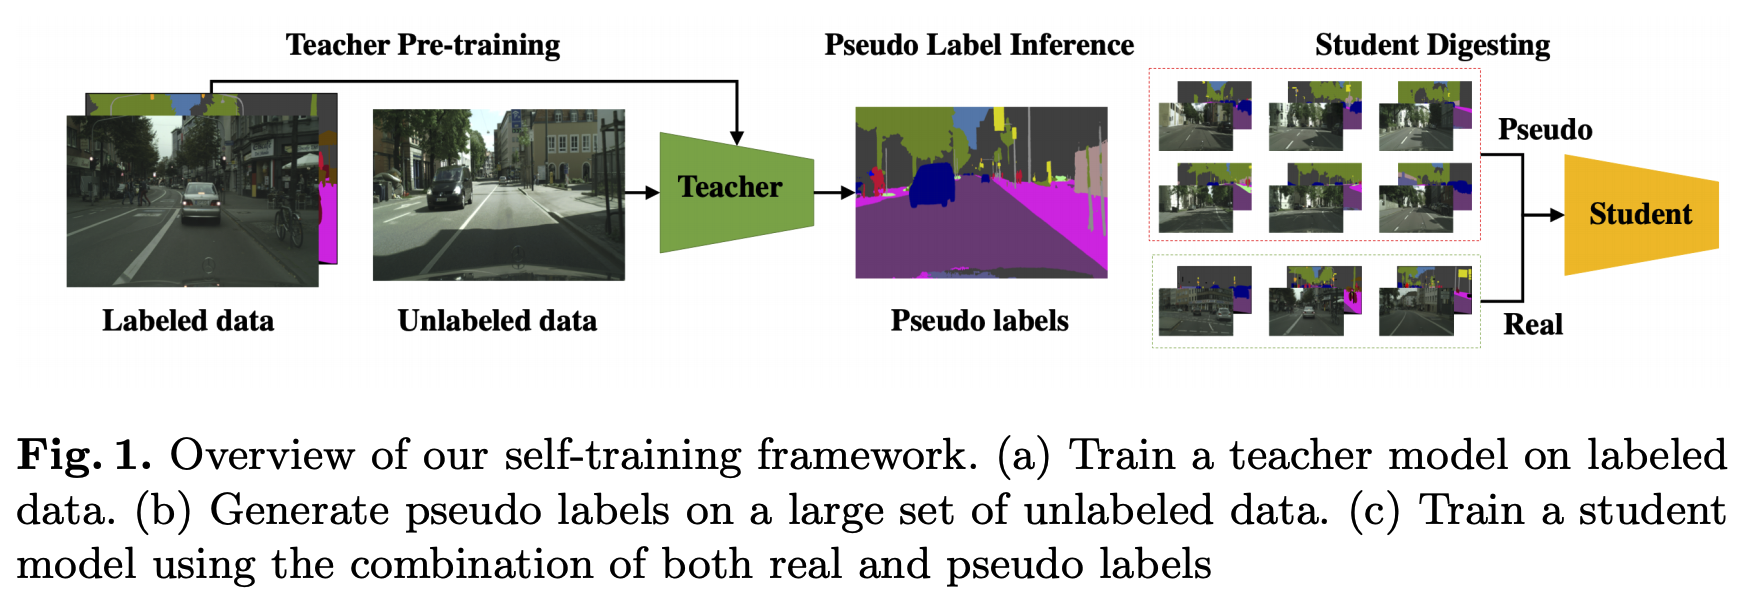 Teacher Pre-training
Pseudo Label Inference
Student Digesting
Pseudo
Teacher
Student
Labeled data
Unlabeled data
Pseudo labels
Real
Fig. 1. Overview of our self-training framework. (a) Train a teacher model on labeled
data. (b) Generate pseudo labels on a large set of unlabeled data. (c) Train a student
model using the combination of both real and pseudo labels